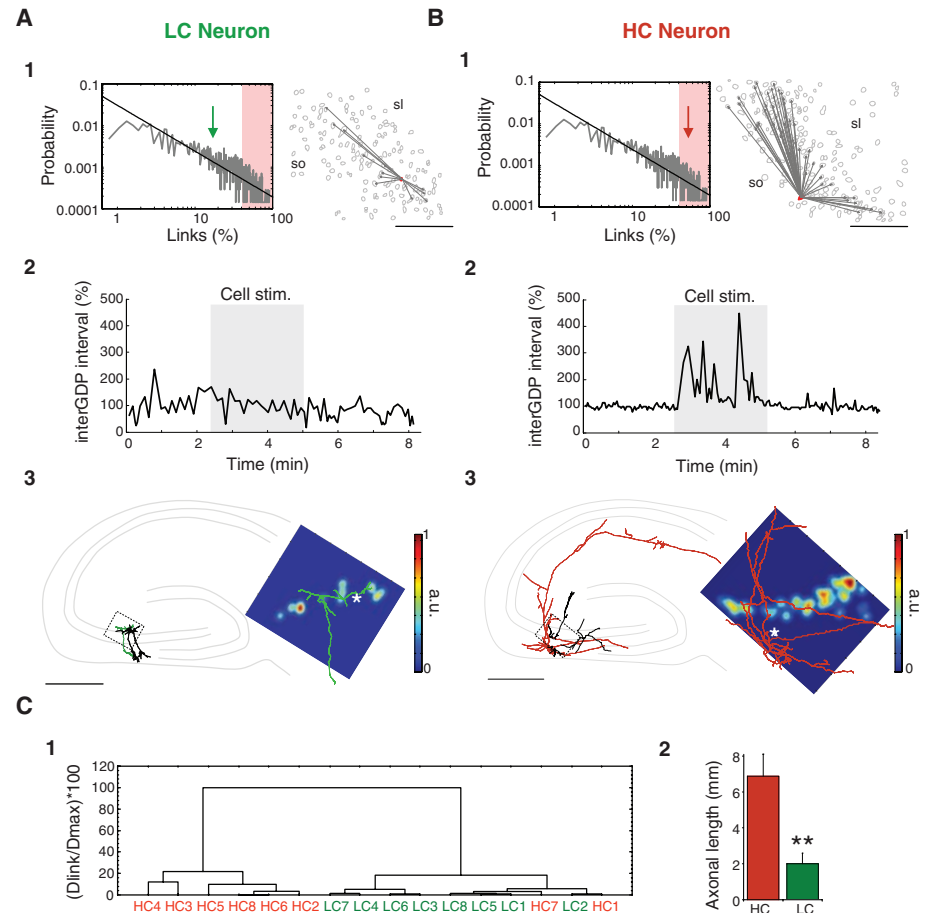 A
LC Neuron
1
Probability
0.1
0.01
0.001
0.0001
1
10
100
Links (%)
so
sl
2
interGDP interval (%)
500
400
300
200
100
0
Cell stim.
0
2
4
6
8
Time (min)
3
*
1
a.u.
0
B
HC Neuron
1
Probability
0.1
0.01
0.001
0.0001
1
10
100
Links (%)
so
sl
2
interGDP interval (%)
500
400
300
200
100
0
Cell stim.
0
2
4
6
8
Time (min)
3
*
1
a.u.
0
C
1
(Dlink/Dmax)*100
120
100
80
60
40
20
0
HC4 HC3 HC5 HC8 HC6 HC2 LC7 LC4 LC6 LC3 LC8 LC5 LC1 HC7 LC2 HC1
2
Axonal length (mm)
8
6
4
2
0
**
HC
LC